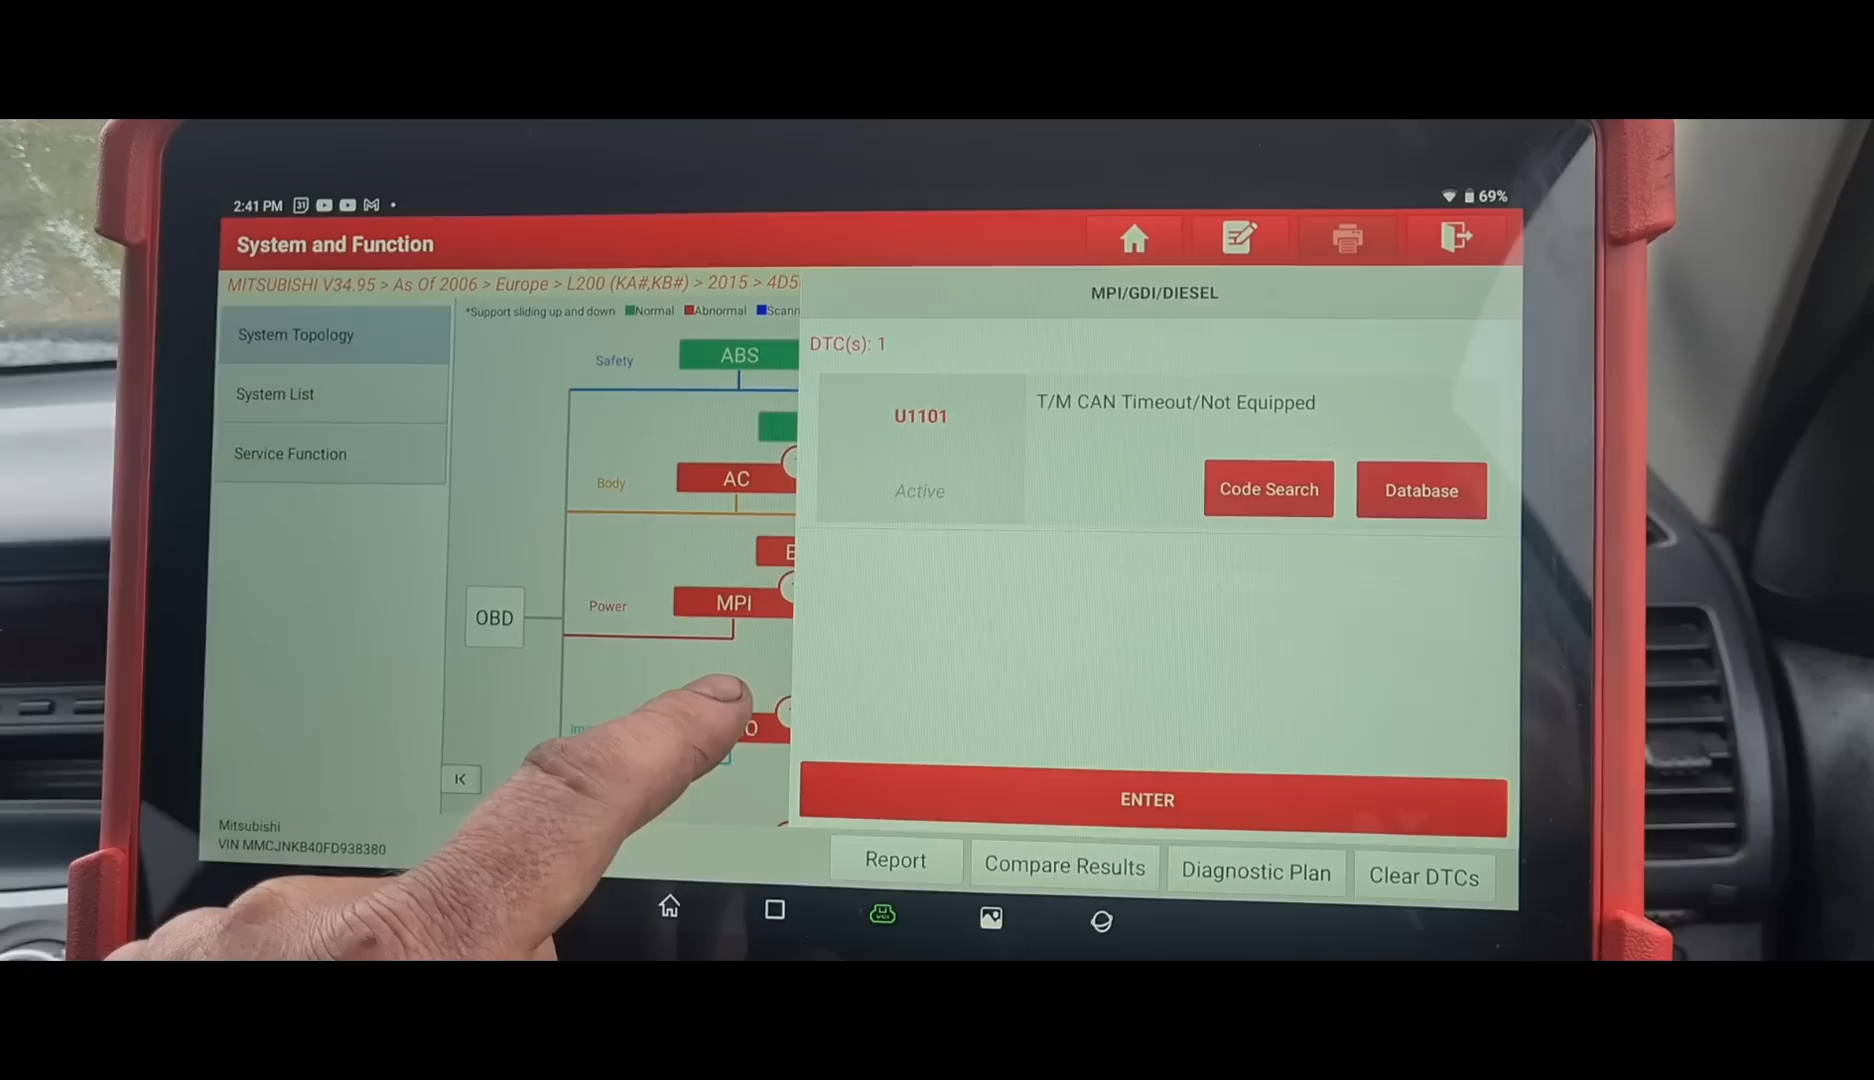 2:41 PM 31
69%
System and Function
MITSUBISHI V34.95 > As Of 2006 > Europe > L200 (KA#,KB#) > 2015 > 4D5
MPI/GDI/DIESEL
*Support sliding up and down Normal Abnormal Scann
System Topology
System List
Service Function
Safety
ABS
Body
AC
E
Power
MPI
OBD
O
DTC(s): 1
U1101
T/M CAN Timeout/Not Equipped
Active
Code Search
Database
ENTER
Mitsubishi
VIN MMCJNKB40FD938380
Report
Compare Results
Diagnostic Plan
Clear DTCs
VCI